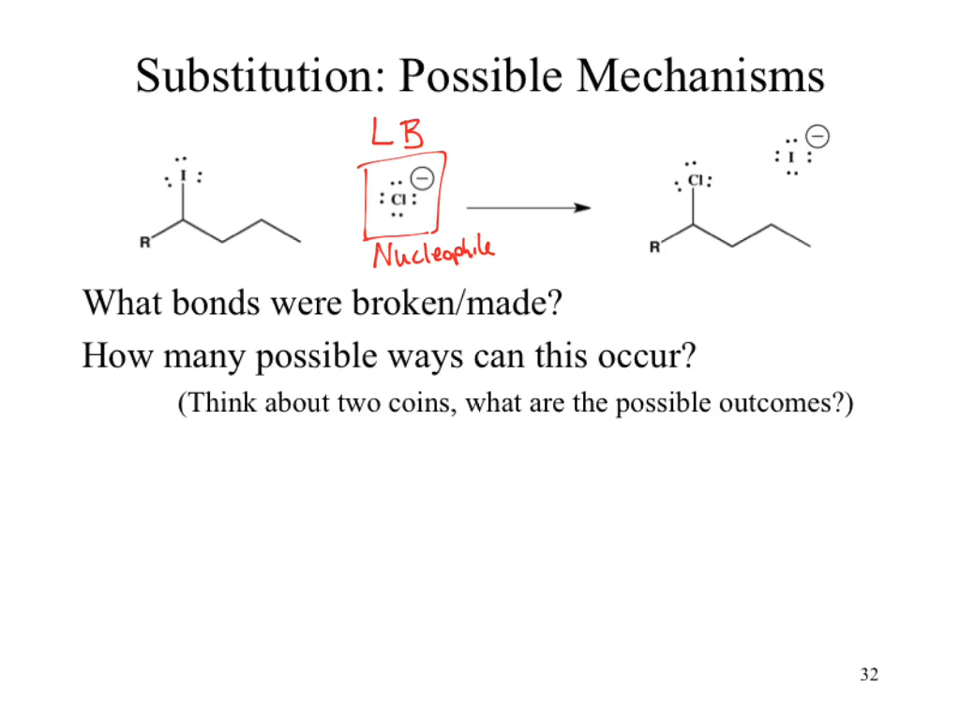 Substitution: Possible Mechanisms
LB
I
Cl
Cl
I
R
R
Nucleophile
What bonds were broken/made?
How many possible ways can this occur?
(Think about two coins, what are the possible outcomes?)
32